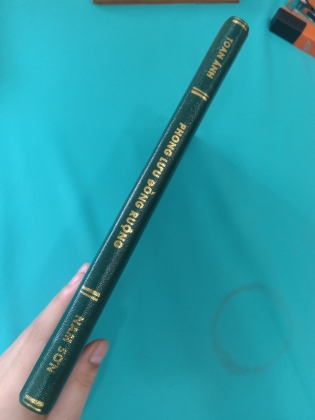 TOAN ÁNH
PHONG LƯU ĐỒNG RUỘNG
NAM SƠN